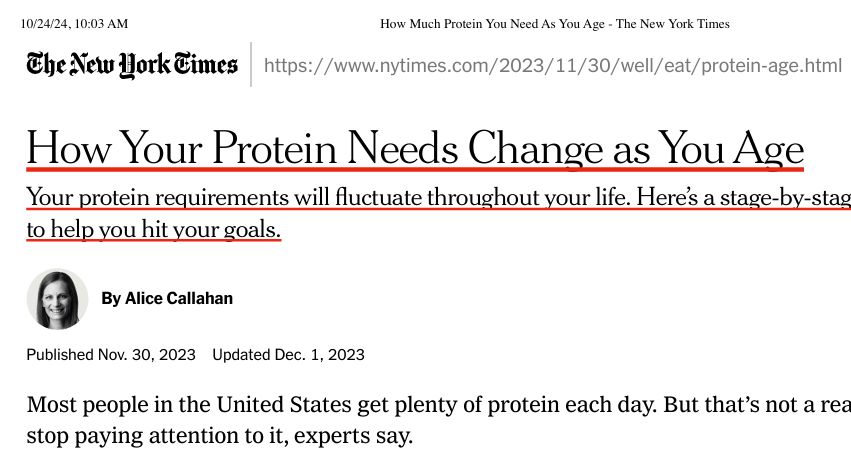 10/24/24, 10:03 AM How Much Protein You Need As You Age - The New York Times
The New York Times https://www.nytimes.com/2023/11/30/well/eat/protein-age.html
How Your Protein Needs Change as You Age
Your protein requirements will fluctuate throughout your life. Here’s a stage-by-stag
to help you hit your goals.
By Alice Callahan
Published Nov. 30, 2023 Updated Dec. 1, 2023
Most people in the United States get plenty of protein each day. But that’s not a rea
stop paying attention to it, experts say.